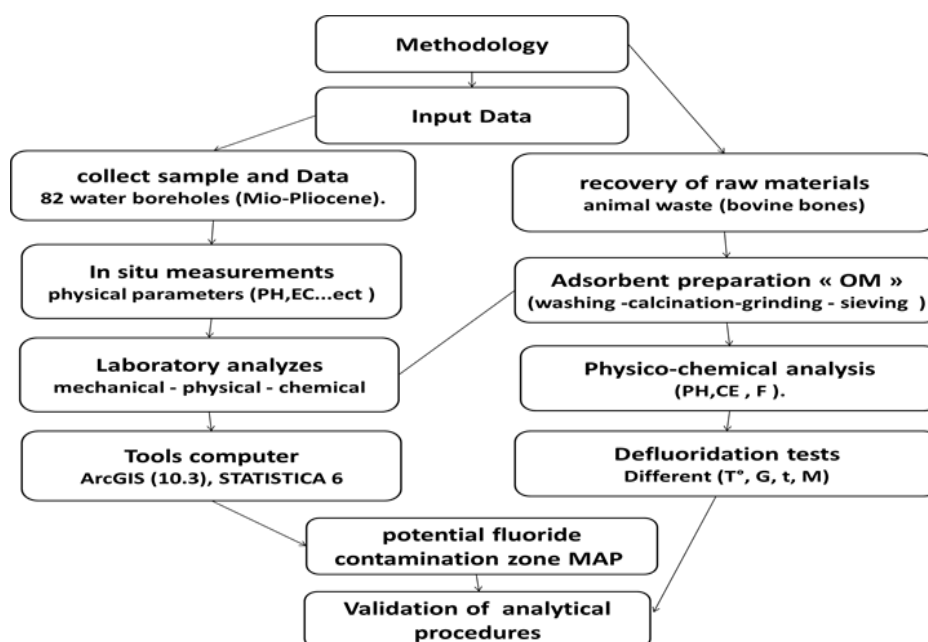 Methodology
Input Data
collect sample and Data
82 water boreholes (Mio-Pliocene).
In situ measurements
physical parameters (PH,EC...ect )
Laboratory analyzes
mechanical - physical - chemical
Tools computer
ArcGIS (10.3), STATISTICA 6
recovery of raw materials
animal waste (bovine bones)
Adsorbent preparation « OM »
(washing -calcination-grinding - sieving )
Physico-chemical analysis
(PH,CE , F ).
Defluoridation tests
Different (T°, G, t, M)
potential fluoride
contamination zone MAP
Validation of analytical
procedures